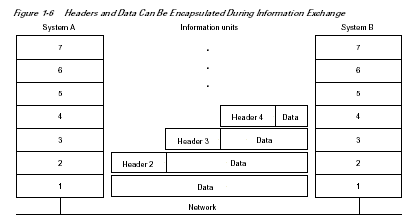 Figure 1-6 Headers and Data Can Be Encapsulated During Information Exchange
System A Information units System B
7 . 7
6 . 6
5 . 5
4 Header 4 Data 4
3 Header 3 Data 3
2 Header 2 Data 2
1 Data 1
Network